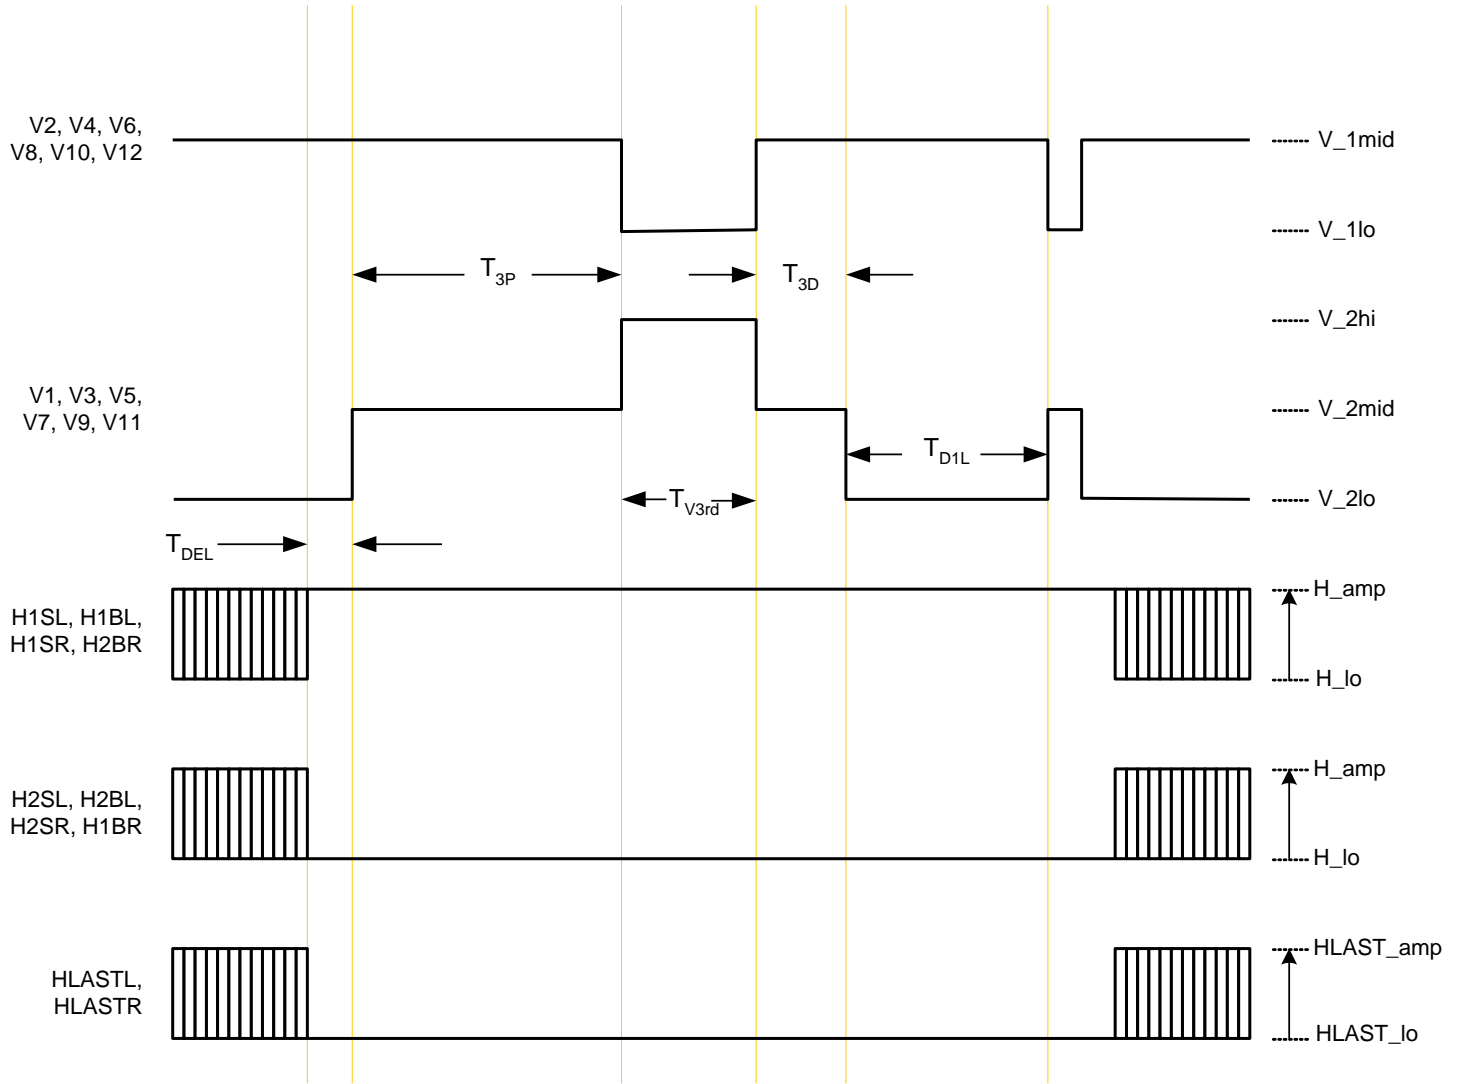 V2, V4, V6,
V8, V10, V12
V_1mid
V_1lo
T3P
T3D
V_2hi
V1, V3, V5,
V7, V9, V11
V_2mid
TD1L
TV3rd
V_2lo
TDEL
H1SL, H1BL,
H1SR, H2BR
H_amp
H_lo
H2SL, H2BL,
H2SR, H1BR
H_amp
H_lo
HLASTL,
HLASTR
HLAST_amp
HLAST_lo